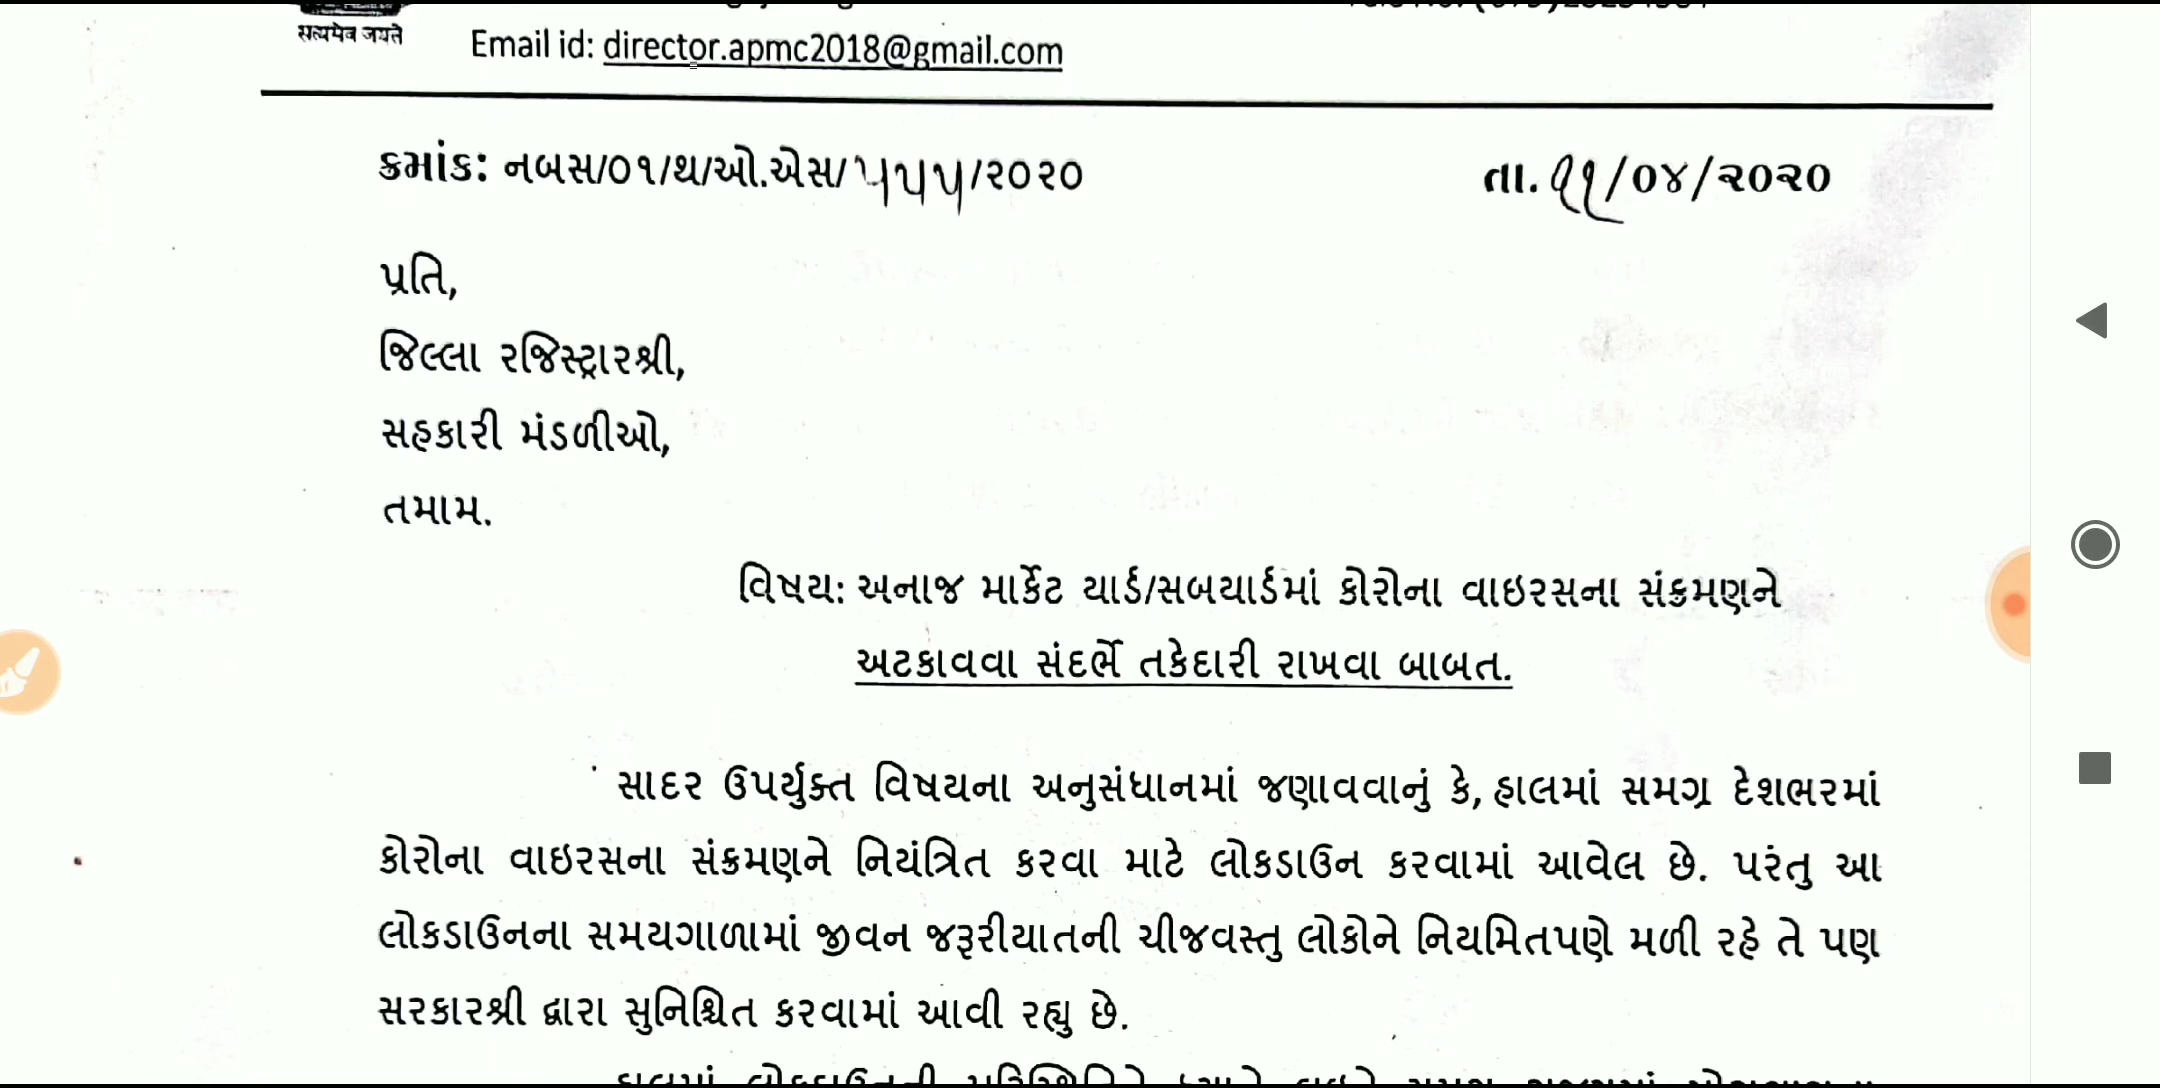 सत्यमेव जयते
Email id: director.apmc2018@gmail.com
ક્રમાંક: નબસ/૦૧/થ/ઓ.એસ/૫૫૫/૨૦૨૦ તા. ૧૧/૦૪/૨૦૨૦
પ્રતિ,
જિલ્લા રજિસ્ટ્રારશ્રી,
સહકારી મંડળીઓ,
તમામ.
વિષય: અનાજ માર્કેટ યાર્ડ/સબયાર્ડમાં કોરોના વાઇરસના સંક્રમણને
અટકાવવા સંદર્ભે તકેદારી રાખવા બાબત.
સાદર ઉપર્યુક્ત વિષયના અનુસંધાનમાં જણાવવાનું કે, હાલમાં સમગ્ર દેશભરમાં
કોરોના વાઇરસના સંક્રમણને નિયંત્રિત કરવા માટે લોકડાઉન કરવામાં આવેલ છે. પરંતુ આ
લોકડાઉનના સમયગાળામાં જીવન જરૂરીયાતની ચીજવસ્તુ લોકોને નિયમિતપણે મળી રહે તે પણ
સરકારશ્રી દ્વારા સુનિશ્ચિત કરવામાં આવી રહ્યુ છે.